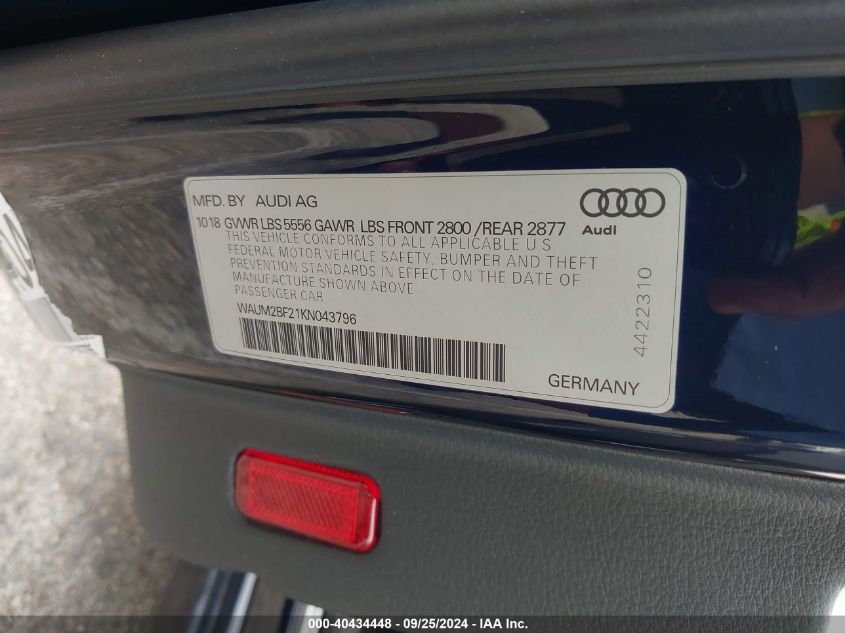 MFD. BY AUDI AG
10 18 GVWR LBS 5556 GAWR LBS FRONT 2800 /REAR 2877
THIS VEHICLE CONFORMS TO ALL APPLICABLE U.S.
FEDERAL MOTOR VEHICLE SAFETY, BUMPER AND THEFT
PREVENTION STANDARDS IN EFFECT ON THE DATE OF
MANUFACTURE SHOWN ABOVE
PASSENGER CAR
WAUM2BF21KN043796
Audi
4422310
GERMANY
000-40434448 - 09/25/2024 - IAA Inc.